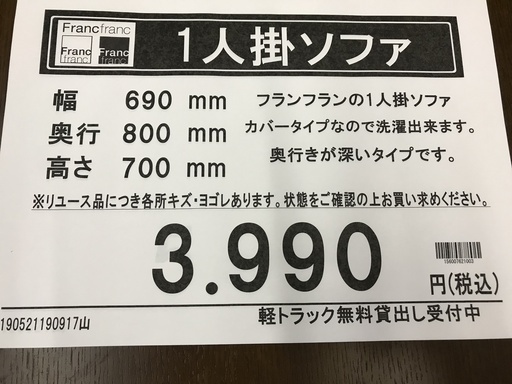 Francfranc
Franc franc
Franc franc
1人掛ソファ
幅 690 mm
奥行 800 mm
高さ 700 mm
フランフランの1人掛ソファ
カバータイプなので洗濯出来ます。
奥行きが深いタイプです。
※リユース品につき各所キズ・ヨゴレあります。状態をご確認の上お買い求めください。
3.990
円(税込)
190521190917山
軽トラック無料貸出し受付中